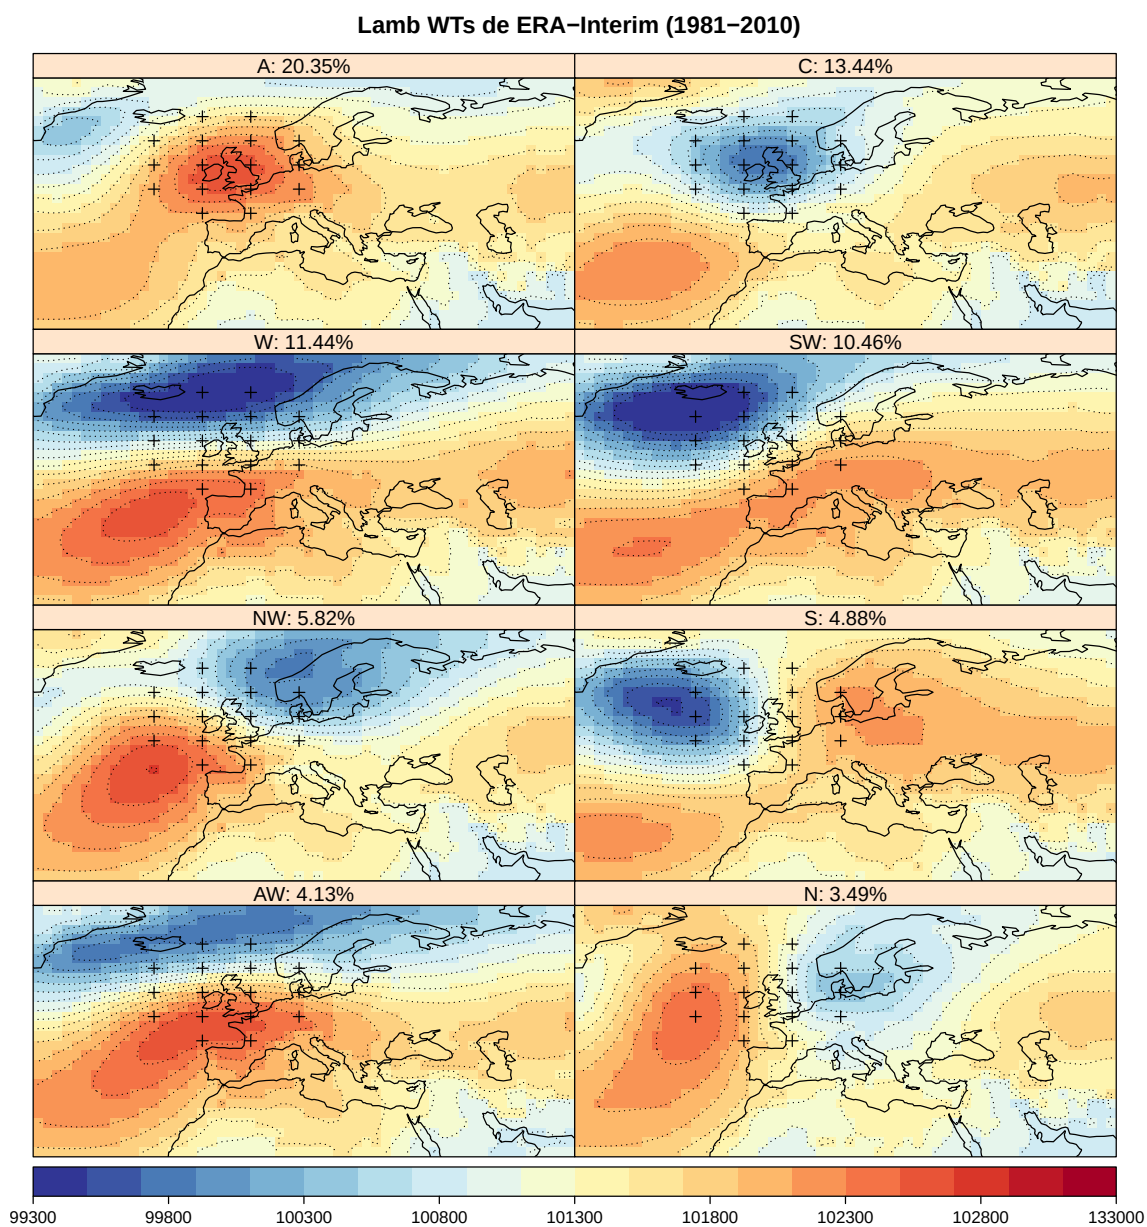 Lamb WTs de ERA−Interim (1981−2010)
A: 20.35%
C: 13.44%
W: 11.44%
SW: 10.46%
NW: 5.82%
S: 4.88%
AW: 4.13%
N: 3.49%
99300 99800 100300 100800 101300 101800 102300 102800 133000